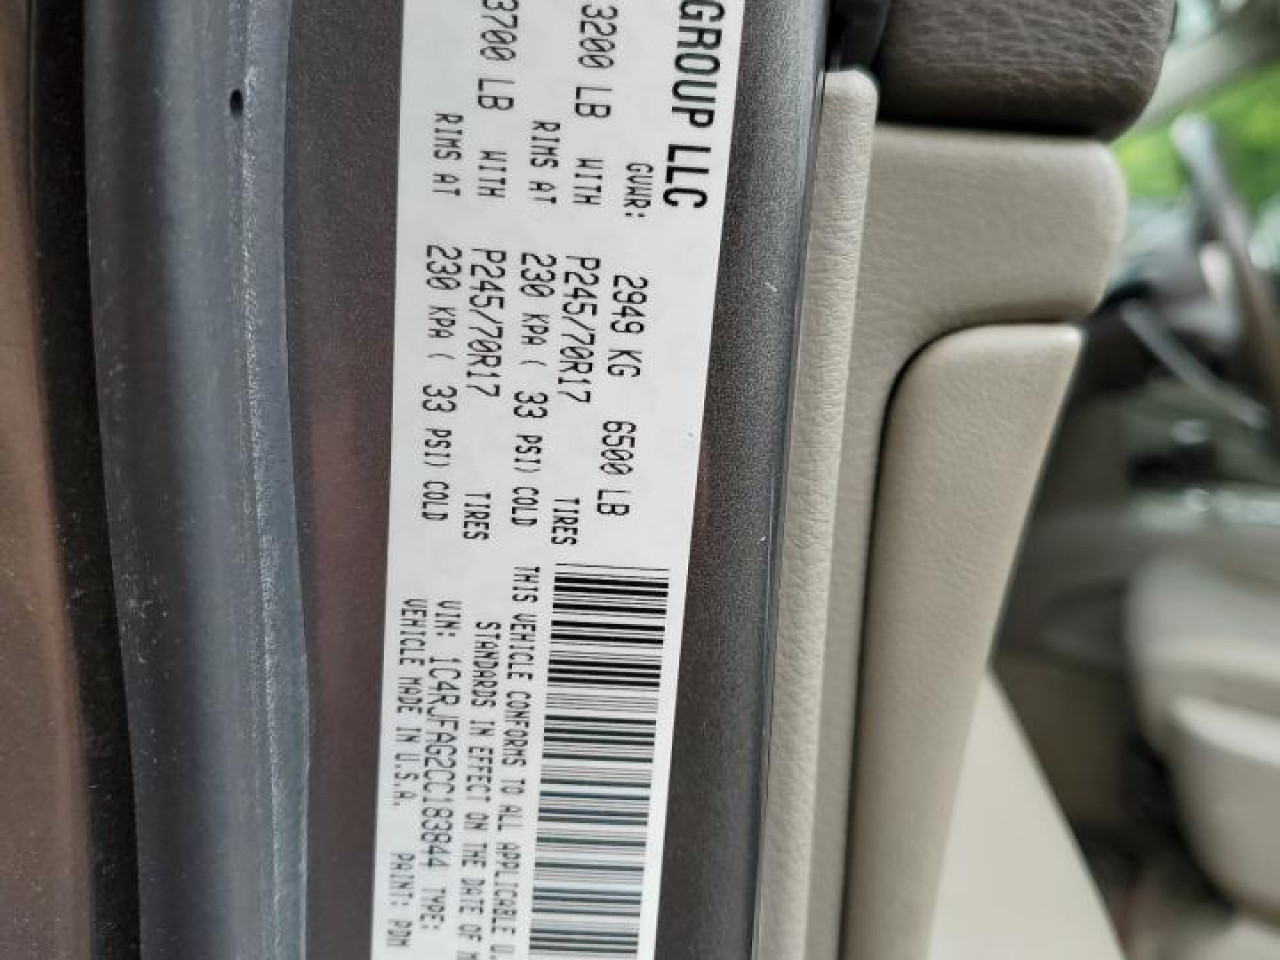 GROUP LLC
GVWR: 2949 KG 6500 LB
3200 LB WITH P245/70R17 TIRES
RIMS AT 230 KPA ( 33 PSI) COLD
3700 LB WITH P245/70R17 TIRES
RIMS AT 230 KPA ( 33 PSI) COLD
THIS VEHICLE CONFORMS TO ALL APPLICABLE U.
STANDARDS IN EFFECT ON THE DATE OF M
VIN: 1C4RJFAG2CC183844 TYPE:
VEHICLE MADE IN U.S.A. PAINT: PDM